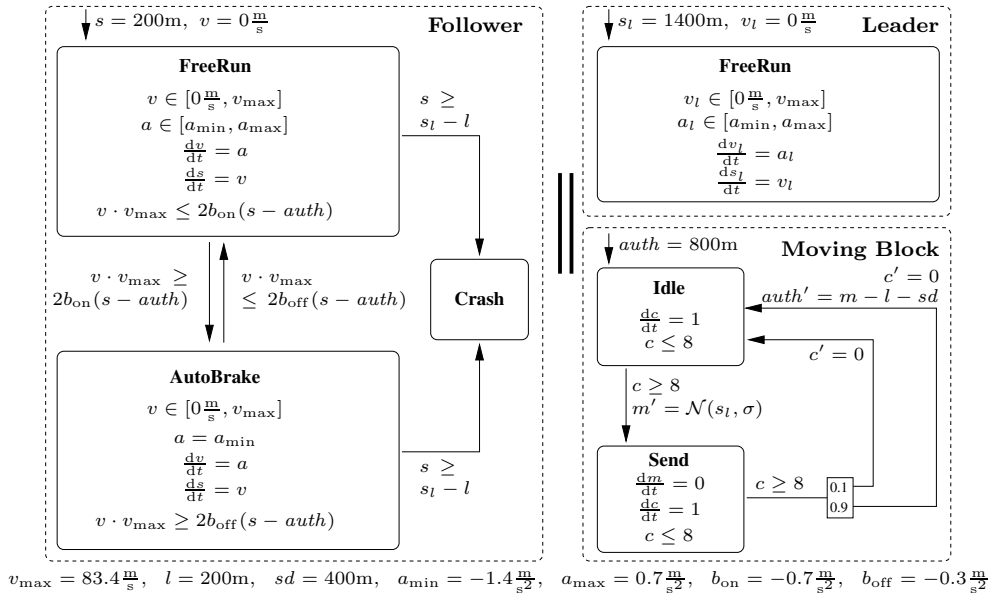 s = 200m, v = 0 m/s
Follower
FreeRun
v ∈ [0 m/s, v_max]
a ∈ [a_min, a_max]
dv/dt = a
ds/dt = v
v · v_max ≤ 2b_on(s − auth)
s ≥
s_l − l
v · v_max ≥
2b_on(s − auth)
v · v_max
≤ 2b_off(s − auth)
Crash
AutoBrake
v ∈ [0 m/s, v_max]
a = a_min
dv/dt = a
ds/dt = v
v · v_max ≥ 2b_off(s − auth)
s ≥
s_l − l
s_l = 1400m, v_l = 0 m/s
Leader
FreeRun
v_l ∈ [0 m/s, v_max]
a_l ∈ [a_min, a_max]
dv_l/dt = a_l
ds_l/dt = v_l
auth = 800m
Moving Block
Idle
dc/dt = 1
c ≤ 8
c′ = 0
auth′ = m − l − sd
c′ = 0
c ≥ 8
m′ = 𝒩(s_l, σ)
Send
dm/dt = 0
dc/dt = 1
c ≤ 8
c ≥ 8
0.1
0.9
v_max = 83.4 m/s, l = 200m, sd = 400m, a_min = −1.4 m/s², a_max = 0.7 m/s², b_on = −0.7 m/s², b_off = −0.3 m/s²